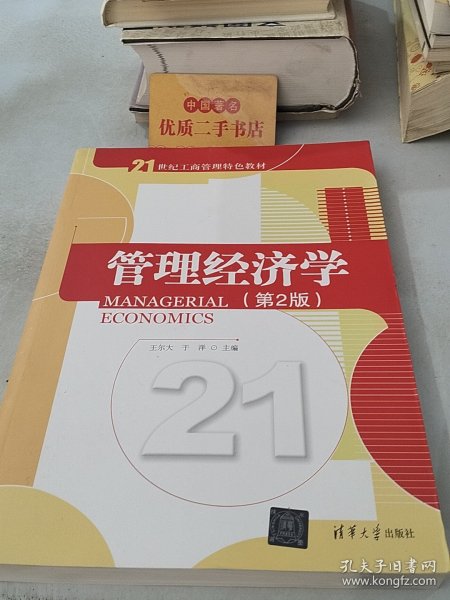 中国著名
优质二手书店
21世纪工商管理特色教材
管理经济学
MANAGERIAL（第2版）
ECONOMICS
王尔大 于 洋 ◎ 主编
21
清华大学出版社
孔夫子旧书网
www.kongfz.com